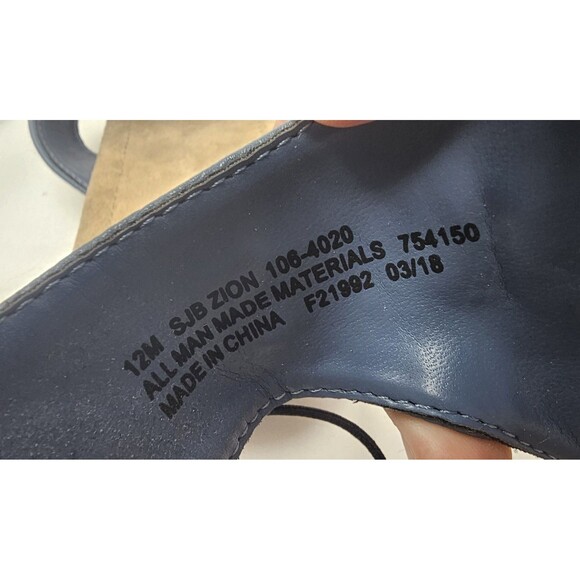 12M SJB ZION 106-4020
ALL MAN MADE MATERIALS 754150
MADE IN CHINA F21992 03/18